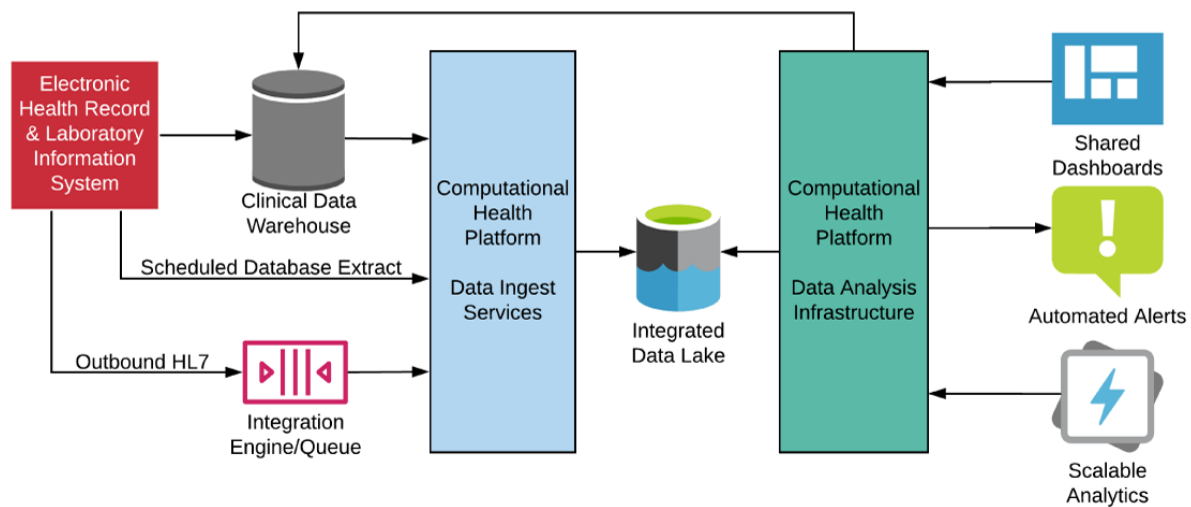 Electronic
Health Record
& Laboratory
Information
System
Clinical Data
Warehouse
Scheduled Database Extract
Outbound HL7
Integration
Engine/Queue
Computational
Health
Platform
Data Ingest
Services
Integrated
Data Lake
Computational
Health
Platform
Data Analysis
Infrastructure
Shared
Dashboards
Automated Alerts
Scalable
Analytics